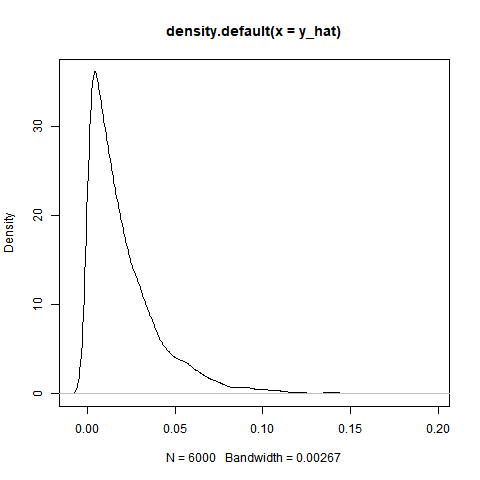 density.default(x = y_hat)
Density
30
20
10
0
0.00 0.05 0.10 0.15 0.20
N = 6000 Bandwidth = 0.00267